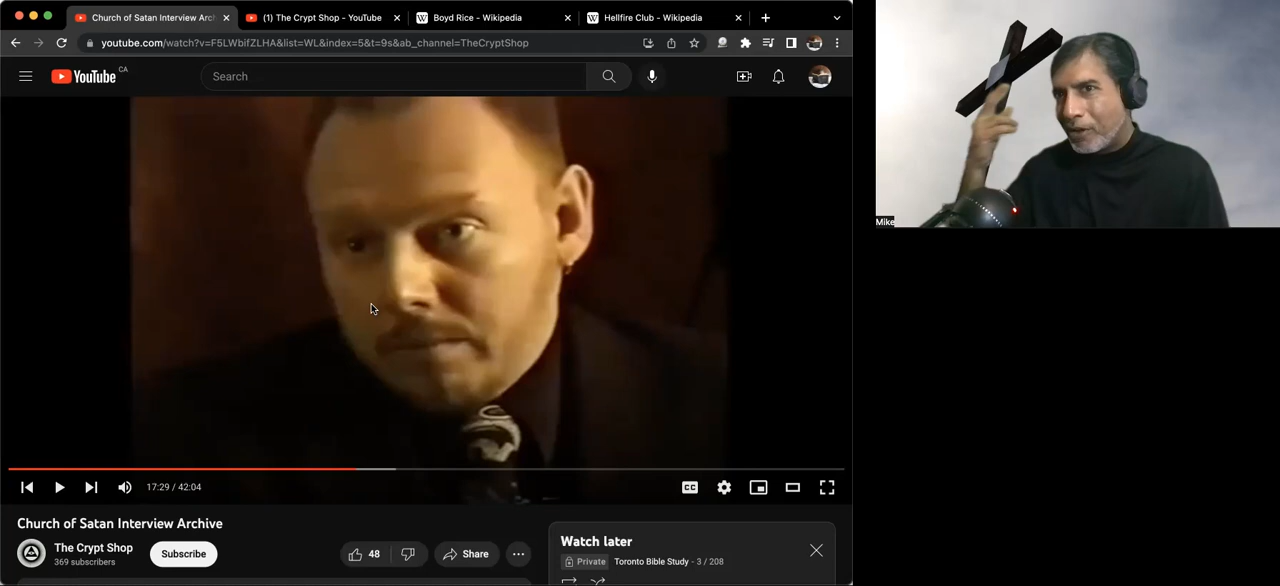 Church of Satan Interview Arch
(1) The Crypt Shop - YouTube
Boyd Rice - Wikipedia
Hellfire Club - Wikipedia
youtube.com/watch?v=F5LWbifZLHA&list=WL&index=5&t=9s&ab_channel=TheCryptShop
YouTube CA
Search
Mike
17:29 / 42:04
CC
Church of Satan Interview Archive
The Crypt Shop
369 subscribers
Subscribe
48
Share
Watch later
Private
Toronto Bible Study - 3 / 208